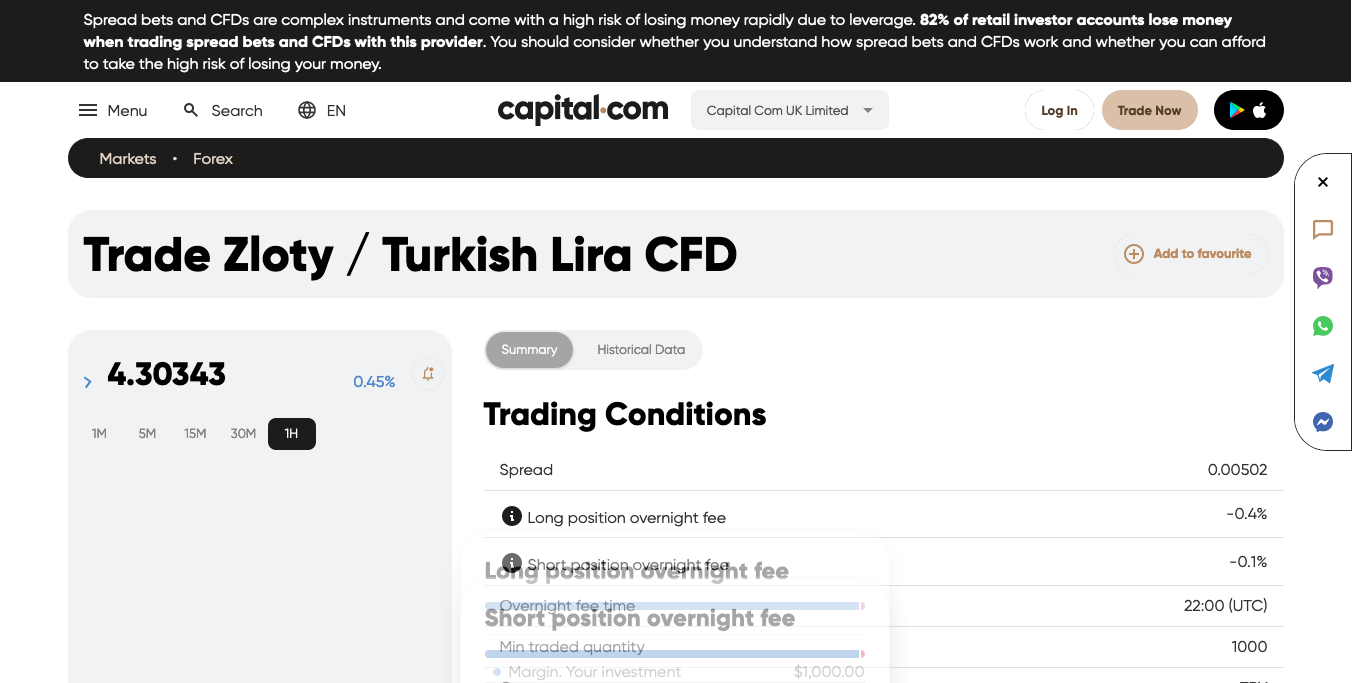 Spread bets and CFDs are complex instruments and come with a high risk of losing money rapidly due to leverage. 82% of retail investor accounts lose money
when trading spread bets and CFDs with this provider. You should consider whether you understand how spread bets and CFDs work and whether you can afford
to take the high risk of losing your money.
Menu Search EN capital.com Capital Com UK Limited Log In Trade Now
Markets • Forex
Trade Zloty / Turkish Lira CFD
Add to favourite
4.30343 0.45%
1M 5M 15M 30M 1H
Summary Historical Data
Trading Conditions
Spread 0.00502
Long position overnight fee -0.4%
Short position overnight fee -0.1%
Long position overnight fee
Overnight fee time 22:00 (UTC)
Short position overnight fee
Min traded quantity 1000
Margin. Your investment $1,000.00